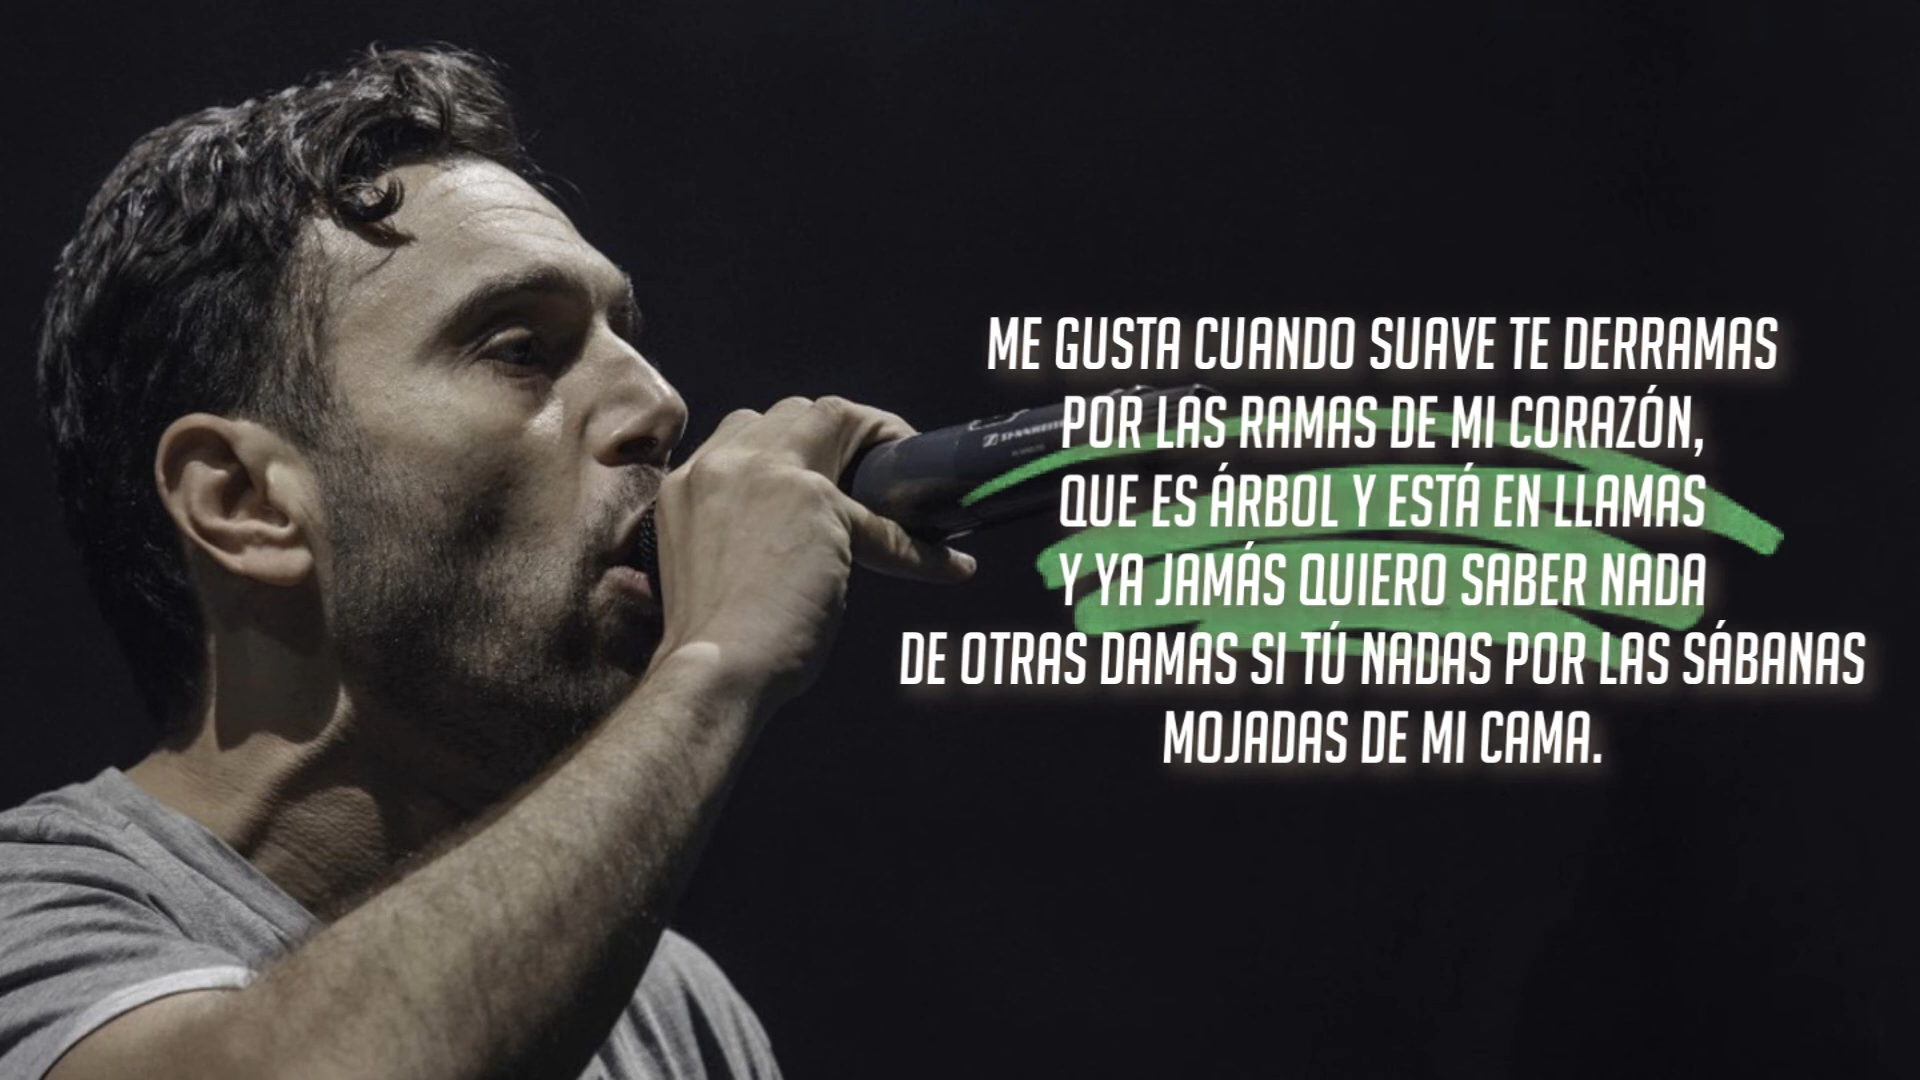 ME GUSTA CUANDO SUAVE TE DERRAMAS
POR LAS RAMAS DE MI CORAZÓN,
QUE ES ÁRBOL Y ESTÁ EN LLAMAS
Y YA JAMÁS QUIERO SABER NADA
DE OTRAS DAMAS SI TÚ NADAS POR LAS SÁBANAS
MOJADAS DE MI CAMA.